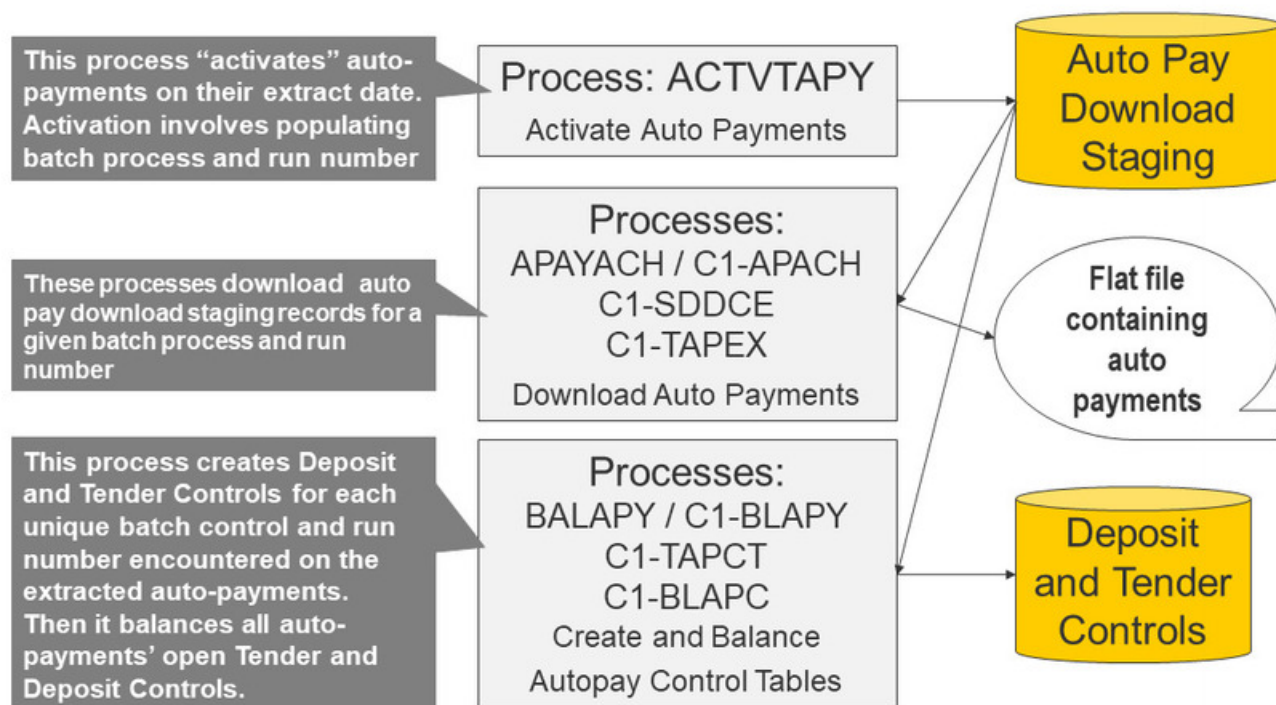 This process “activates” auto-
payments on their extract date.
Activation involves populating
batch process and run number
Process: ACTVTAPY
Activate Auto Payments
Auto Pay
Download
Staging
These processes download auto
pay download staging records for a
given batch process and run
number
Processes:
APAYACH / C1-APACH
C1-SDDCE
C1-TAPEX
Download Auto Payments
Flat file
containing
auto
payments
This process creates Deposit
and Tender Controls for each
unique batch control and run
number encountered on the
extracted auto-payments.
Then it balances all auto-
payments’ open Tender and
Deposit Controls.
Processes:
BALAPY / C1-BLAPY
C1-TAPCT
C1-BLAPC
Create and Balance
Autopay Control Tables
Deposit
and Tender
Controls